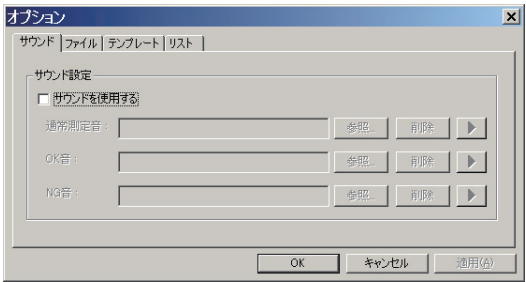 オプション
サウンド ファイル テンプレート リスト
サウンド設定
サウンドを使用する
通常測定音： 参照... 削除
OK音： 参照... 削除
NG音： 参照... 削除
OK キャンセル 適用(A)